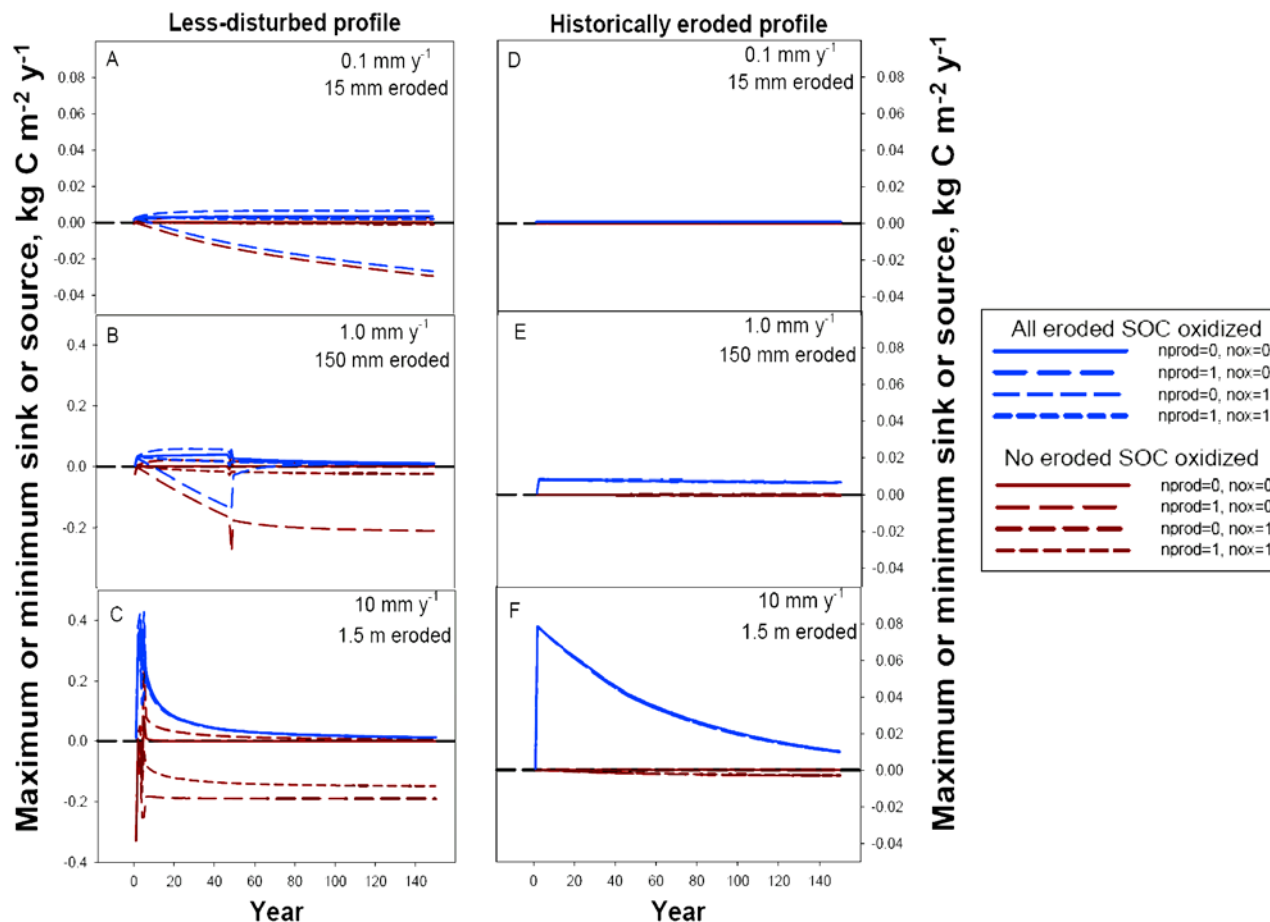 Less-disturbed profile
Historically eroded profile
Maximum or minimum sink or source, kg C m⁻² y⁻¹
A
0.1 mm y⁻¹
15 mm eroded
0.08
0.06
0.04
0.02
0.00
-0.02
-0.04
B
1.0 mm y⁻¹
150 mm eroded
0.4
0.2
0.0
-0.2
C
10 mm y⁻¹
1.5 m eroded
0.4
0.2
0.0
-0.2
-0.4
0
20
40
60
80
100
120
140
Year
D
0.1 mm y⁻¹
15 mm eroded
0.08
0.06
0.04
0.02
0.00
-0.02
-0.04
E
1.0 mm y⁻¹
150 mm eroded
0.08
0.06
0.04
0.02
0.00
-0.02
-0.04
F
10 mm y⁻¹
1.5 m eroded
0.08
0.06
0.04
0.02
0.00
-0.02
-0.04
0
20
40
60
80
100
120
140
Year
Maximum or minimum sink or source, kg C m⁻² y⁻¹
All eroded SOC oxidized
nprod=0, nox=0
nprod=1, nox=0
nprod=0, nox=1
nprod=1, nox=1
No eroded SOC oxidized
nprod=0, nox=0
nprod=1, nox=0
nprod=0, nox=1
nprod=1, nox=1